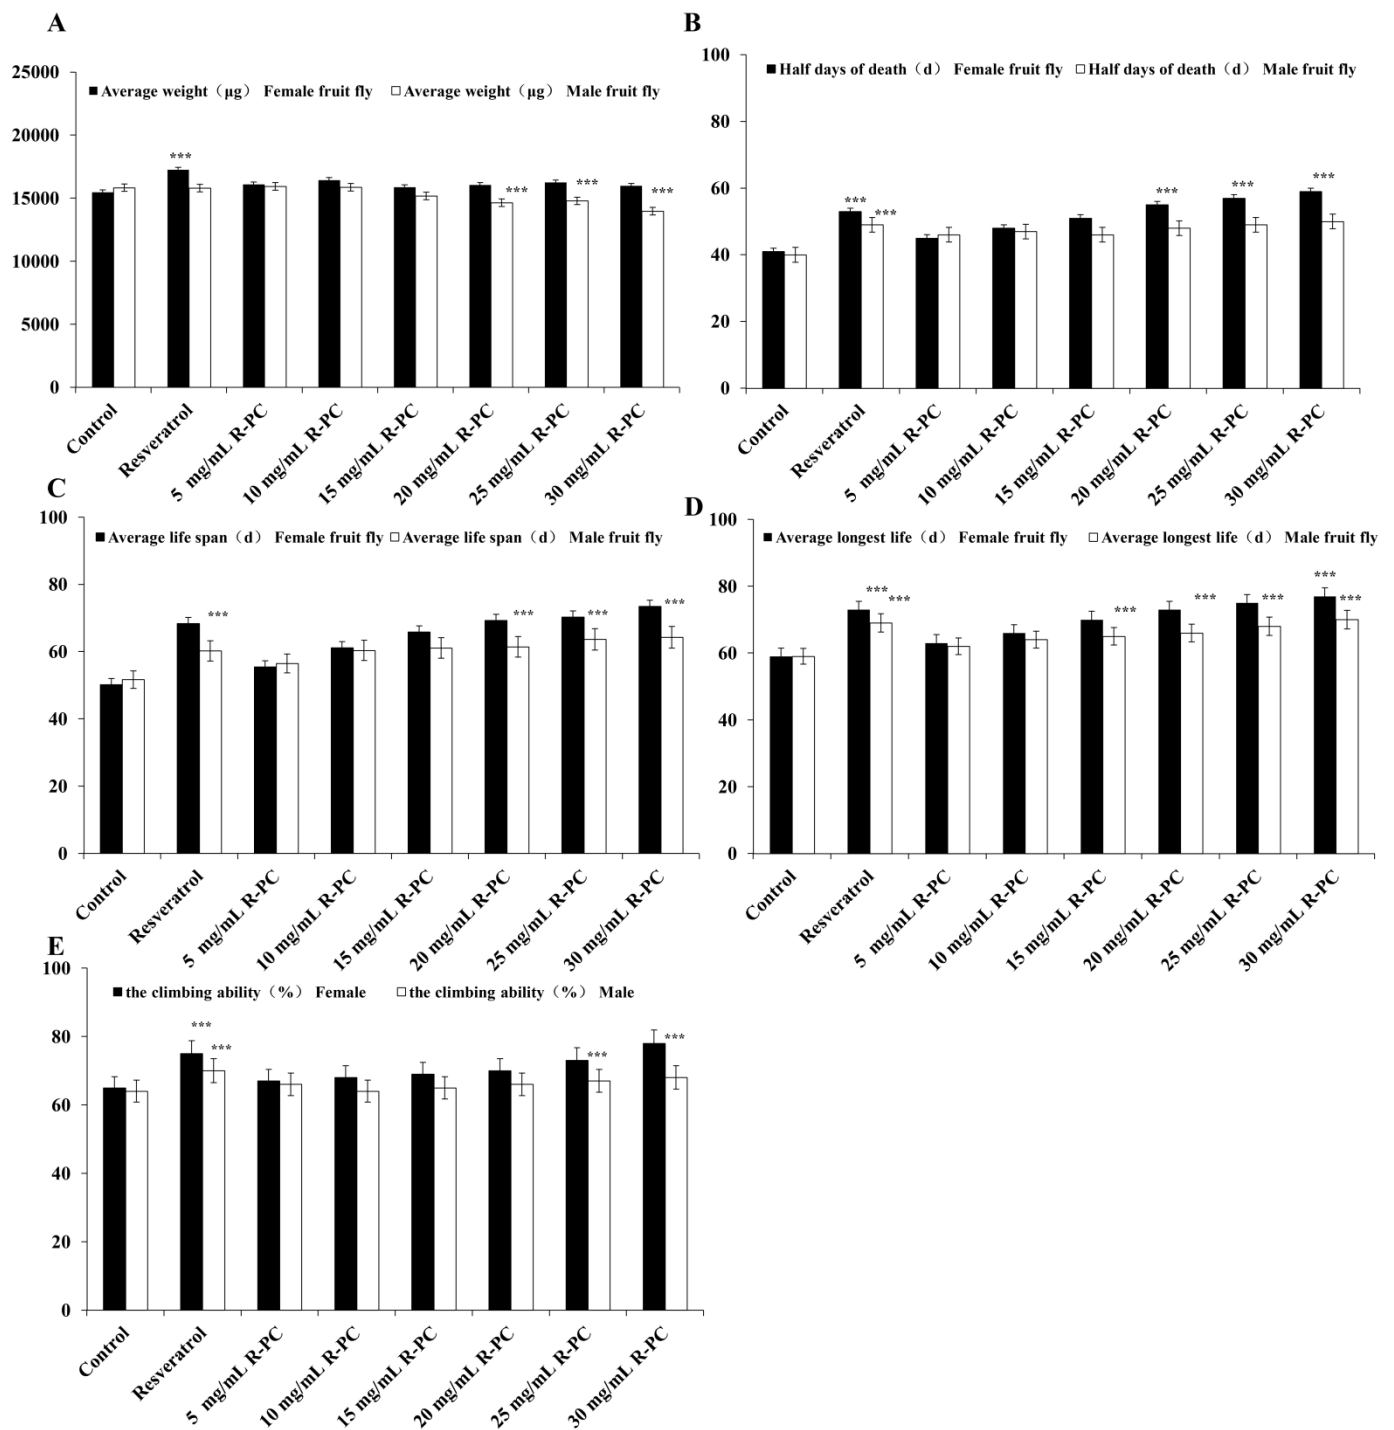 A
25000
20000
15000
10000
5000
0
Average weight（μg） Female fruit fly
Average weight（μg） Male fruit fly
***
***
***
***
Control
Resveratrol
5 mg/mL R-PC
10 mg/mL R-PC
15 mg/mL R-PC
20 mg/mL R-PC
25 mg/mL R-PC
30 mg/mL R-PC
B
100
80
60
40
20
0
Half days of death（d） Female fruit fly
Half days of death（d） Male fruit fly
***
***
***
***
***
Control
Resveratrol
5 mg/mL R-PC
10 mg/mL R-PC
15 mg/mL R-PC
20 mg/mL R-PC
25 mg/mL R-PC
30 mg/mL R-PC
C
100
80
60
40
20
0
Average life span（d） Female fruit fly
Average life span（d） Male fruit fly
***
***
***
***
Control
Resveratrol
5 mg/mL R-PC
10 mg/mL R-PC
15 mg/mL R-PC
20 mg/mL R-PC
25 mg/mL R-PC
30 mg/mL R-PC
D
100
80
60
40
20
0
Average longest life（d） Female fruit fly
Average longest life（d） Male fruit fly
***
***
***
***
***
***
***
Control
Resveratrol
5 mg/mL R-PC
10 mg/mL R-PC
15 mg/mL R-PC
20 mg/mL R-PC
25 mg/mL R-PC
30 mg/mL R-PC
E
100
80
60
40
20
0
the climbing ability（%） Female
the climbing ability（%） Male
***
***
***
***
Control
Resveratrol
5 mg/mL R-PC
10 mg/mL R-PC
15 mg/mL R-PC
20 mg/mL R-PC
25 mg/mL R-PC
30 mg/mL R-PC